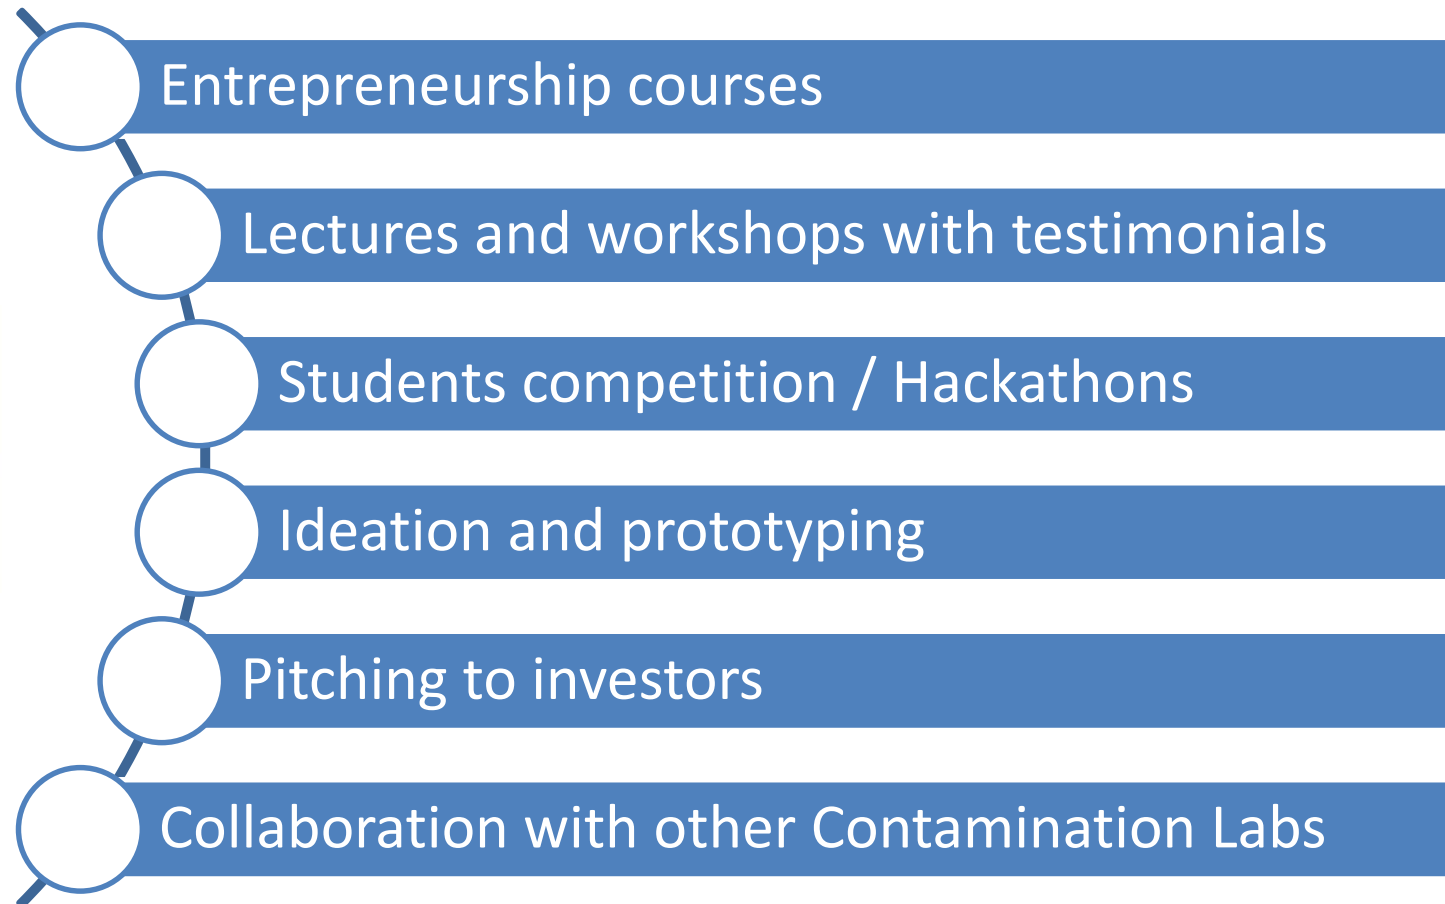 Entrepreneurship courses
Lectures and workshops with testimonials
Students competition / Hackathons
Ideation and prototyping
Pitching to investors
Collaboration with other Contamination Labs